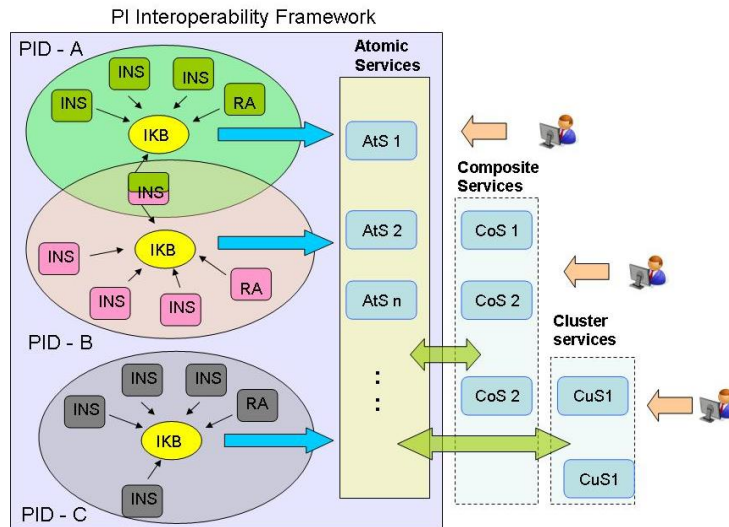 PI Interoperability Framework
PID - A
INS
INS
INS
RA
IKB
INS
IKB
INS
INS
INS
RA
PID - B
INS
INS
INS
RA
IKB
INS
PID - C
Atomic
Services
AtS 1
AtS 2
AtS n
:
:
Composite
Services
CoS 1
CoS 2
CoS 2
Cluster
services
CuS1
CuS1